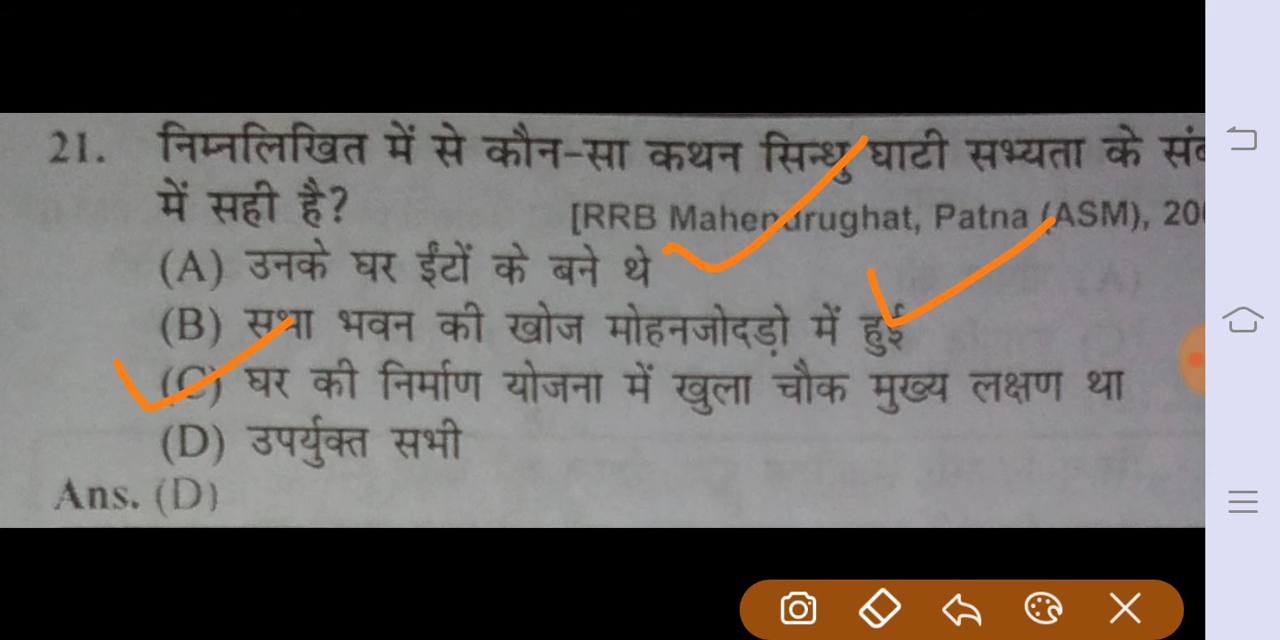 21. निम्नलिखित में से कौन-सा कथन सिन्धु घाटी सभ्यता के
में सही है? [RRB Mahendrughat, Patna (ASM),
(A) उनके घर ईंटों के बने थे
(B) सभा भवन की खोज मोहनजोदड़ो में हुई
(C) घर की निर्माण योजना में खुला चौक मुख्य लक्षण था
(D) उपर्युक्त सभी
Ans. (D)